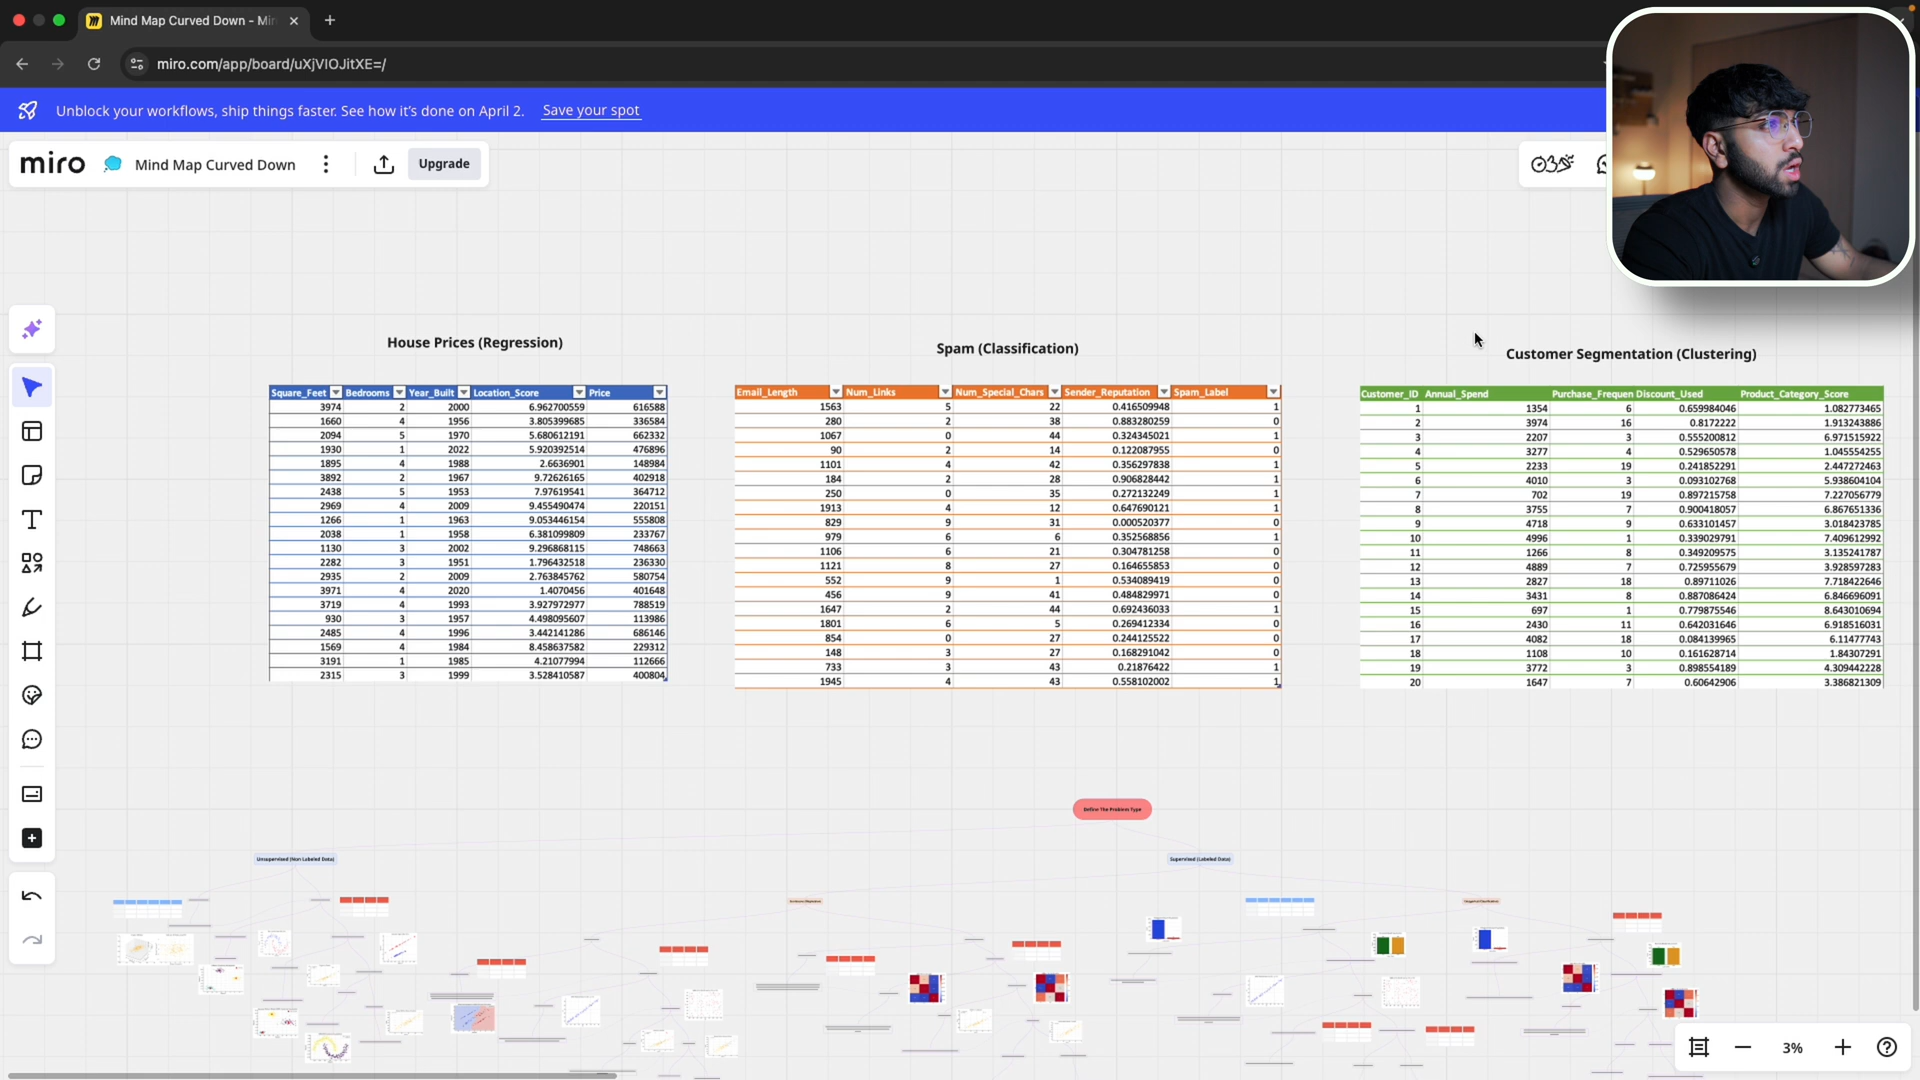 Mind Map Curved Down - Mir
miro.com/app/board/uXjVIOJitXE=/
Unblock your workflows, ship things faster. See how it's done on April 2. Save your spot
miro Mind Map Curved Down Upgrade
House Prices (Regression)
Square_Feet Bedrooms Year_Built Location_Score Price
3974 2 2000 6.962700559 616588
1660 4 1956 3.805399685 336584
2094 5 1970 5.680612191 662332
1930 1 2022 5.920392514 476896
1895 4 1988 2.6636901 148984
3892 2 1967 9.72626165 402918
2438 5 1953 7.97619541 364712
2969 4 2009 9.455490474 220151
1266 1 1963 9.053446154 555808
2038 1 1958 6.381099809 233767
1130 3 2002 9.296868115 748663
2282 3 1951 1.796432518 236330
2935 2 2009 2.763845762 580754
3971 4 2020 1.4070456 401648
3719 4 1993 3.927972977 788519
930 3 1957 4.498095607 113986
2485 4 1996 3.442141286 686146
1569 4 1984 8.458637582 229312
3191 1 1985 4.21077994 112666
2315 3 1999 3.528410587 400804
Spam (Classification)
Email_Length Num_Links Num_Special_Chars Sender_Reputation Spam_Label
1563 5 22 0.416509948 1
280 2 38 0.883280259 0
1067 0 44 0.324345021 1
90 2 14 0.122087955 0
1101 4 42 0.356297838 1
184 2 28 0.906828442 1
250 0 35 0.272132249 1
1913 4 12 0.647690121 1
829 9 31 0.000520377 0
979 6 6 0.352568856 1
1106 6 21 0.304781258 0
1121 8 27 0.164655853 0
552 9 1 0.534089419 0
456 9 41 0.484829971 0
1647 2 44 0.692436033 1
1801 6 5 0.269412334 0
854 0 27 0.244125522 0
148 3 27 0.168291042 0
733 3 43 0.21876422 1
1945 4 43 0.558102002 1
Customer Segmentation (Clustering)
Customer_ID Annual_Spend Purchase_Frequen Discount_Used Product_Category_Score
1 1354 6 0.659984046 1.082773465
2 3974 16 0.8172222 1.913243886
3 2207 3 0.555200812 6.971515922
4 3277 4 0.529650578 1.045554255
5 2233 19 0.241852291 2.447272463
6 4010 3 0.093102768 5.938604104
7 702 19 0.897215758 7.227056779
8 3755 7 0.900418057 6.867651336
9 4718 9 0.633101457 3.018423785
10 4996 1 0.339029791 7.409612992
11 1266 8 0.349209575 3.135241787
12 4889 7 0.725955679 3.928597283
13 2827 18 0.89711026 7.718422646
14 3431 8 0.887086424 6.846696091
15 697 1 0.779875546 8.643010694
16 2430 11 0.642031646 6.918516031
17 4082 18 0.084139965 6.11477743
18 1108 10 0.161628714 1.84307291
19 3772 3 0.898554189 4.309442228
20 1647 7 0.60642906 3.386821309
Define The Problem Type
Unsupervised (Non Labeled Data)
Supervised (Labeled Data)
3%